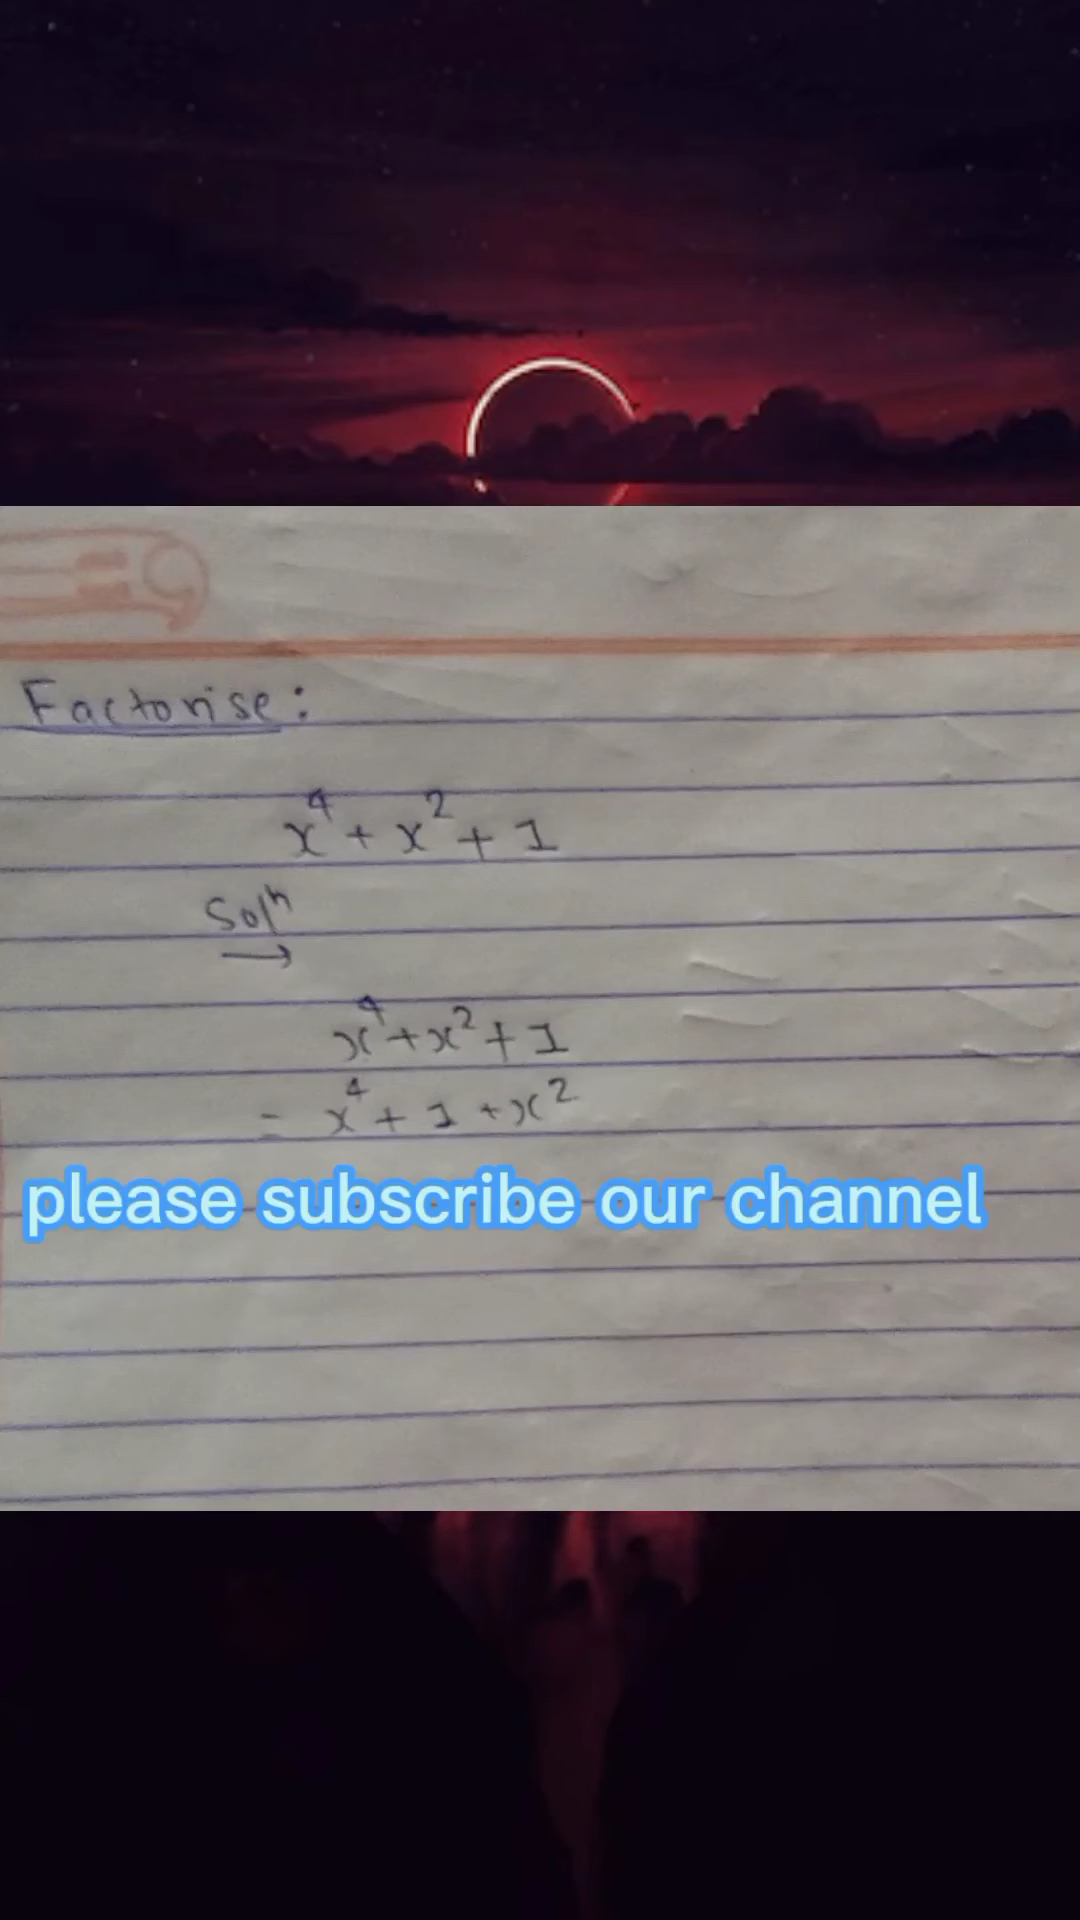 Factorise:
x⁴ + x² + 1
Solⁿ
x⁴ + x² + 1
= x⁴ + 1 + x²
please subscribe our channel